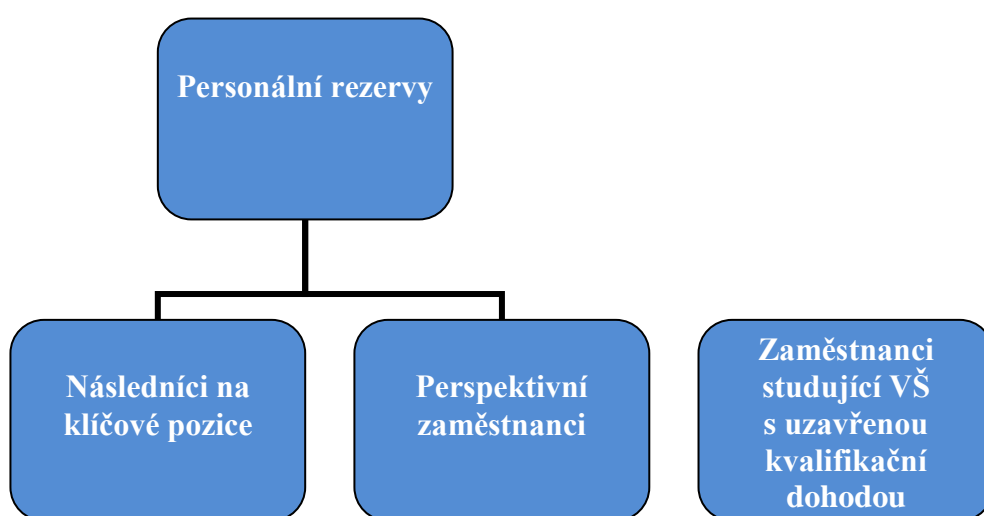 Personální rezervy
Následníci na
klíčové pozice
Perspektivní
zaměstnanci
Zaměstnanci
studující VŠ
s uzavřenou
kvalifikační
dohodou